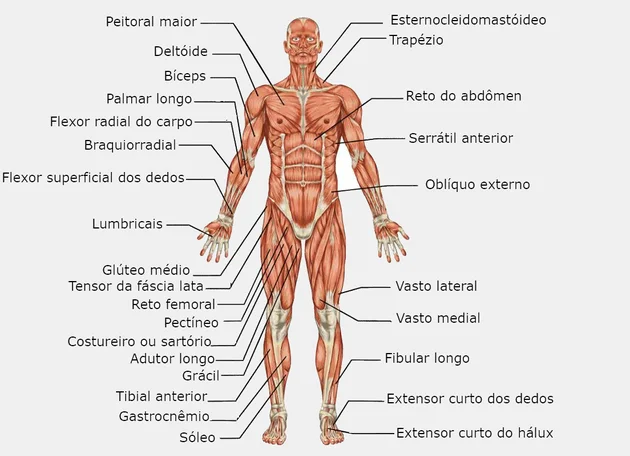 Peitoral maior
Deltóide
Bíceps
Palmar longo
Flexor radial do carpo
Braquiorradial
Flexor superficial dos dedos
Lumbricais
Glúteo médio
Tensor da fáscia lata
Reto femoral
Pectíneo
Costureiro ou sartório
Adutor longo
Grácil
Tibial anterior
Gastrocnêmio
Sóleo
Esternocleidomastóideo
Trapézio
Reto do abdômen
Serrátil anterior
Oblíquo externo
Vasto lateral
Vasto medial
Fibular longo
Extensor curto dos dedos
Extensor curto do hálux